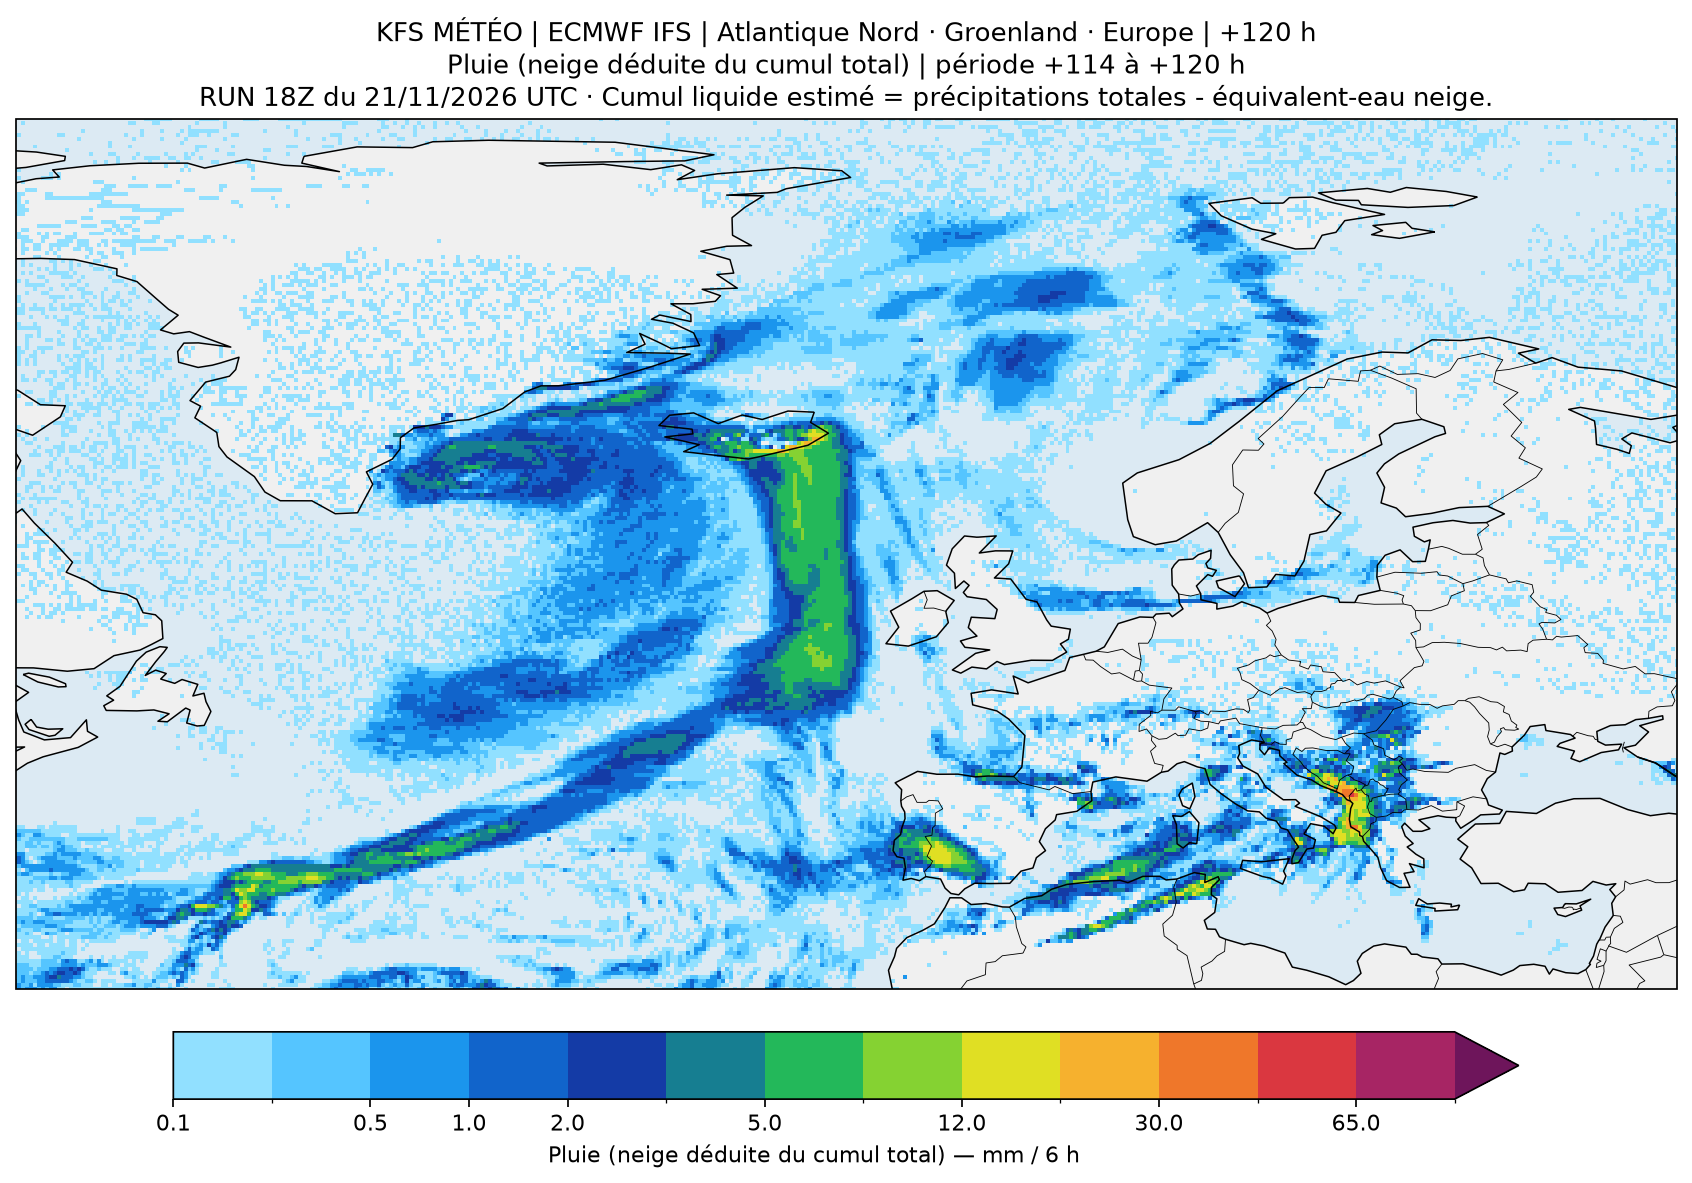 KFS MÉTÉO | ECMWF IFS | Atlantique Nord · Groenland · Europe | +120 h
Pluie (neige déduite du cumul total) | période +114 à +120 h
RUN 18Z du 21/11/2026 UTC · Cumul liquide estimé = précipitations totales - équivalent-eau neige.
0.1 0.5 1.0 2.0 5.0 12.0 30.0 65.0
Pluie (neige déduite du cumul total) — mm / 6 h